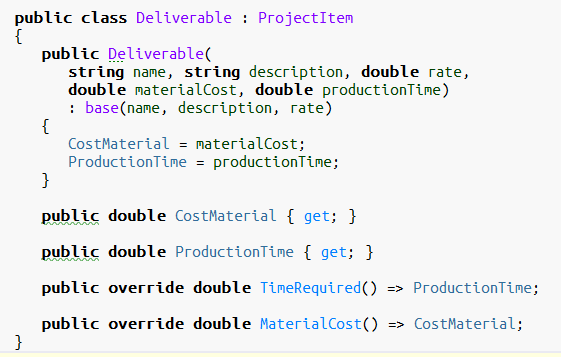 public class Deliverable : ProjectItem
{
public Deliverable(
string name, string description, double rate,
double materialCost, double productionTime)
: base(name, description, rate)
{
CostMaterial = materialCost;
ProductionTime = productionTime;
}
public double CostMaterial { get; }
public double ProductionTime { get; }
public override double TimeRequired() => ProductionTime;
public override double MaterialCost() => CostMaterial;
}